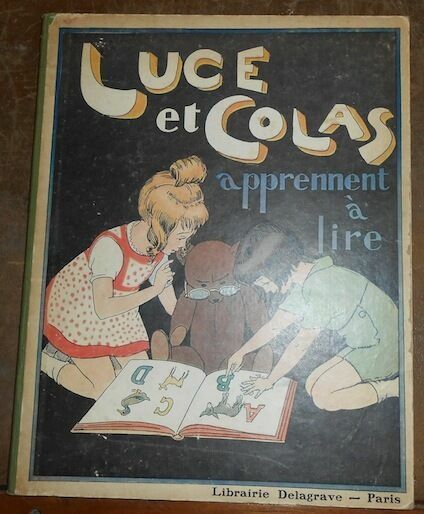 LUCE
et COLAS
apprennent
à
lire
A
B
C
D
Librairie Delagrave — Paris